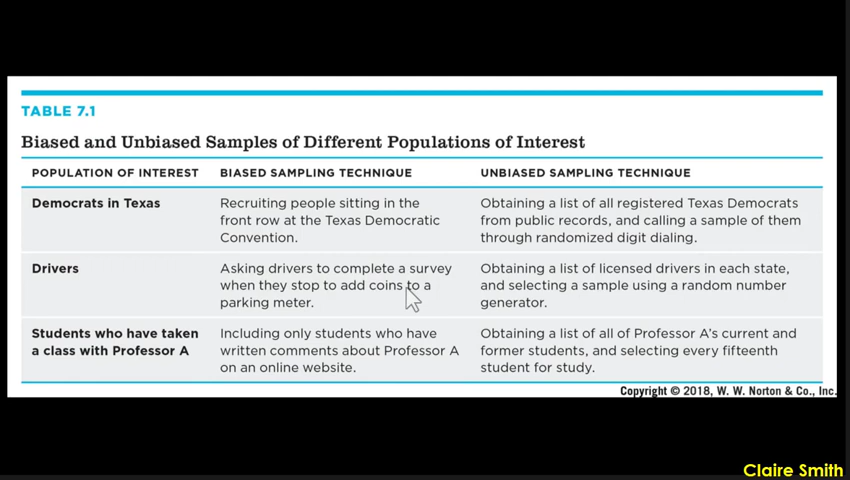 TABLE 7.1
Biased and Unbiased Samples of Different Populations of Interest
POPULATION OF INTEREST BIASED SAMPLING TECHNIQUE UNBIASED SAMPLING TECHNIQUE
Democrats in Texas Recruiting people sitting in the Obtaining a list of all registered Texas Democrats
front row at the Texas Democratic from public records, and calling a sample of them
Convention. through randomized digit dialing.
Drivers Asking drivers to complete a survey Obtaining a list of licensed drivers in each state,
when they stop to add coins to a and selecting a sample using a random number
parking meter. generator.
Students who have taken Including only students who have Obtaining a list of all of Professor A's current and
a class with Professor A written comments about Professor A former students, and selecting every fifteenth
on an online website. student for study.
Copyright © 2018, W. W. Norton & Co., Inc.
Claire Smith